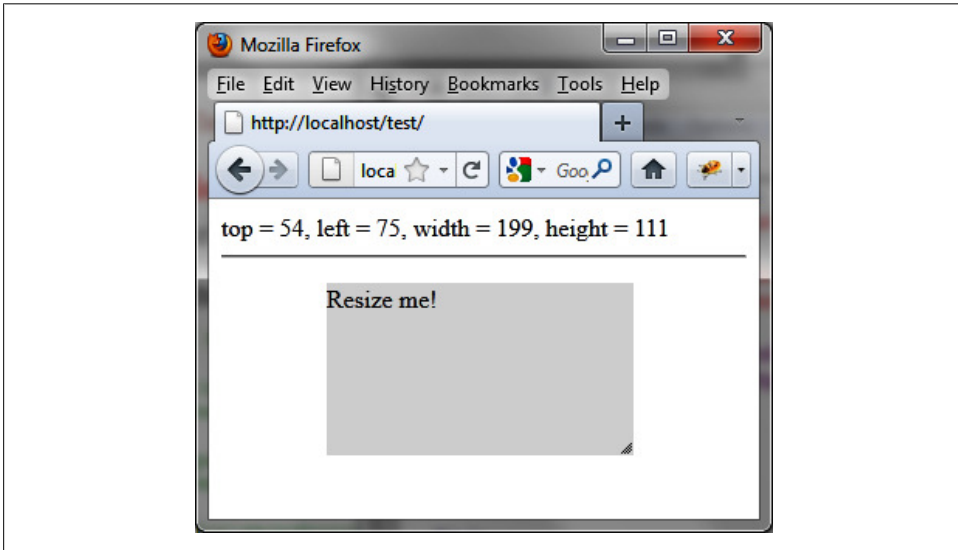 Mozilla Firefox
File Edit View History Bookmarks Tools Help
http://localhost/test/
loca Goo
top = 54, left = 75, width = 199, height = 111
Resize me!